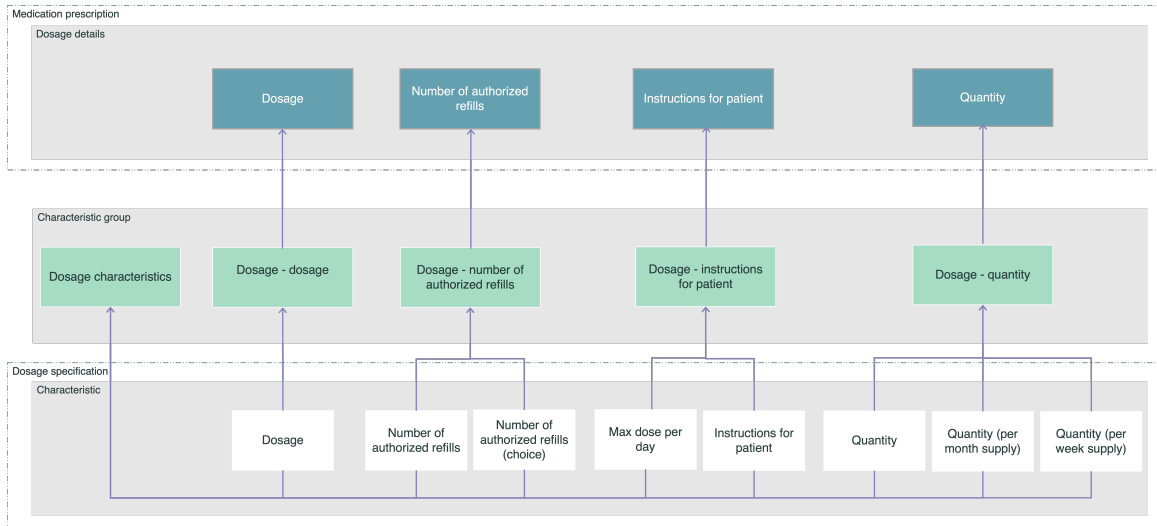 Medication prescription
Dosage details
Dosage
Number of authorized
refills
Instructions for patient
Quantity
Characteristic group
Dosage characteristics
Dosage - dosage
Dosage - number of
authorized refills
Dosage - instructions
for patient
Dosage - quantity
Dosage specification
Characteristic
Dosage
Number of
authorized refills
Number of
authorized refills
(choice)
Max dose per
day
Instructions for
patient
Quantity
Quantity (per
month supply)
Quantity (per
week supply)